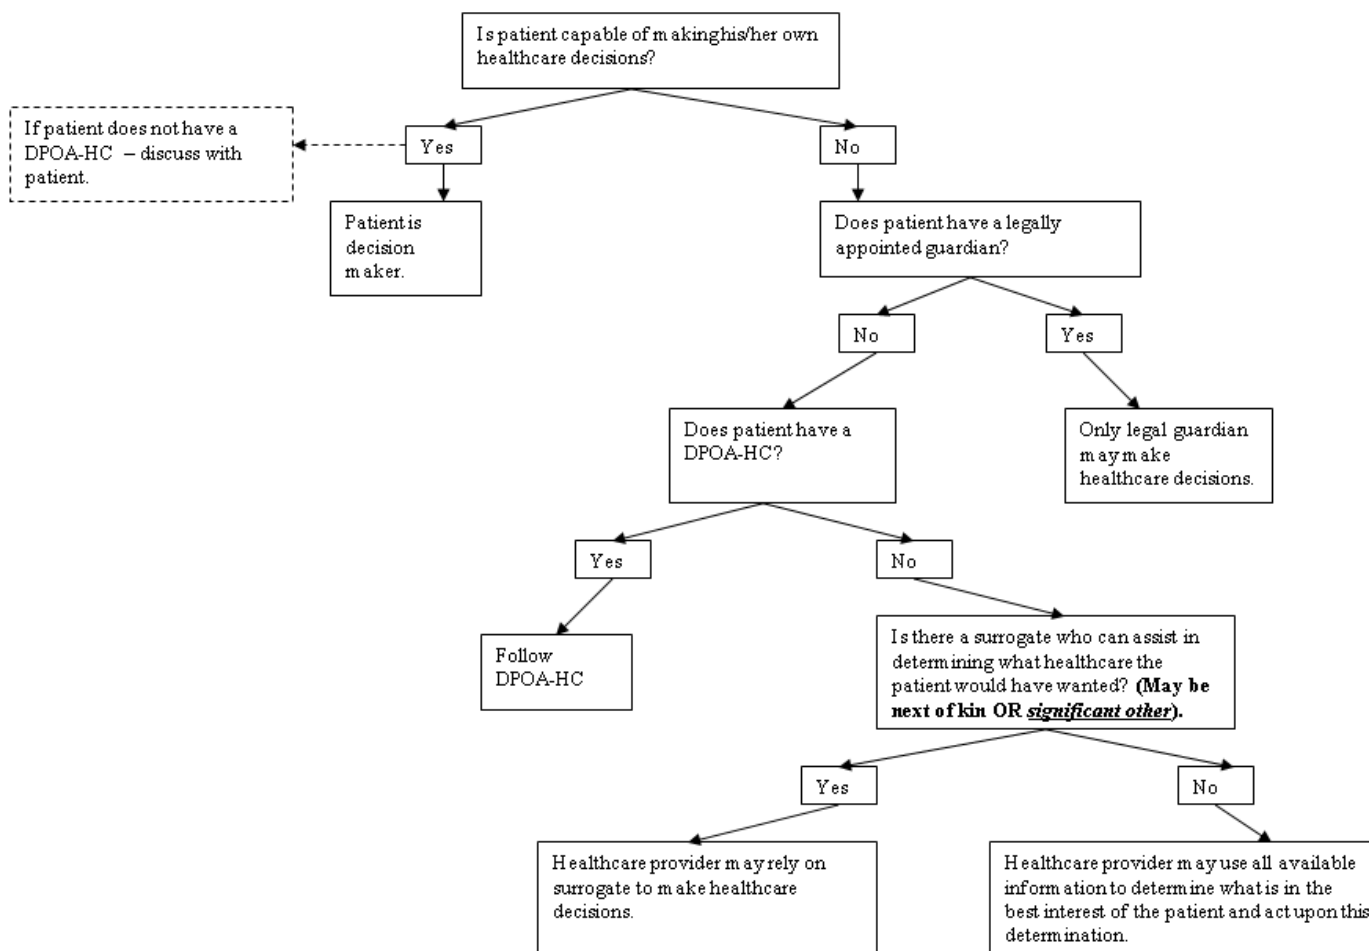 Is patient capable of makinghis/her own
healthcare decisions?
If patient does not have a
DPOA-HC – discuss with
patient.
Yes
No
Patient is
decision
maker.
Does patient have a legally
appointed guardian?
No
Yes
Does patient have a
DPOA-HC?
Only legal guardian
may make
healthcare decisions.
Yes
No
Follow
DPOA-HC
Is there a surrogate who can assist in
determining what healthcare the
patient would have wanted? (May be
next of kin OR significant other).
Yes
No
Healthcare provider may rely on
surrogate to make healthcare
decisions.
Healthcare provider may use all available
information to determine what is in the
best interest of the patient and act upon this
determination.